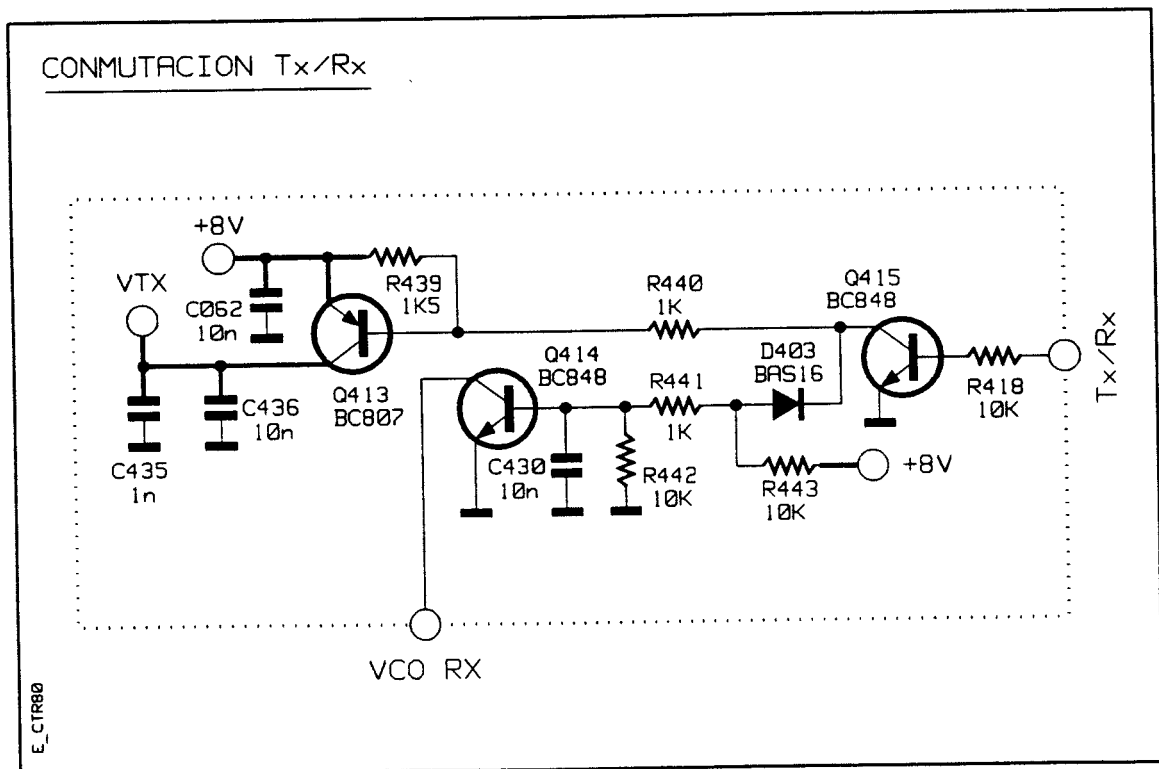 CONMUTACION Tx/Rx
+8V
VTX
C062
10n
R439
1K5
Q413
BC807
C436
10n
C435
1n
Q414
BC848
C430
10n
R440
1K
R441
1K
R442
10K
D403
BAS16
R443
10K
+8V
Q415
BC848
R418
10K
Tx/Rx
VCO RX
E_CTR80